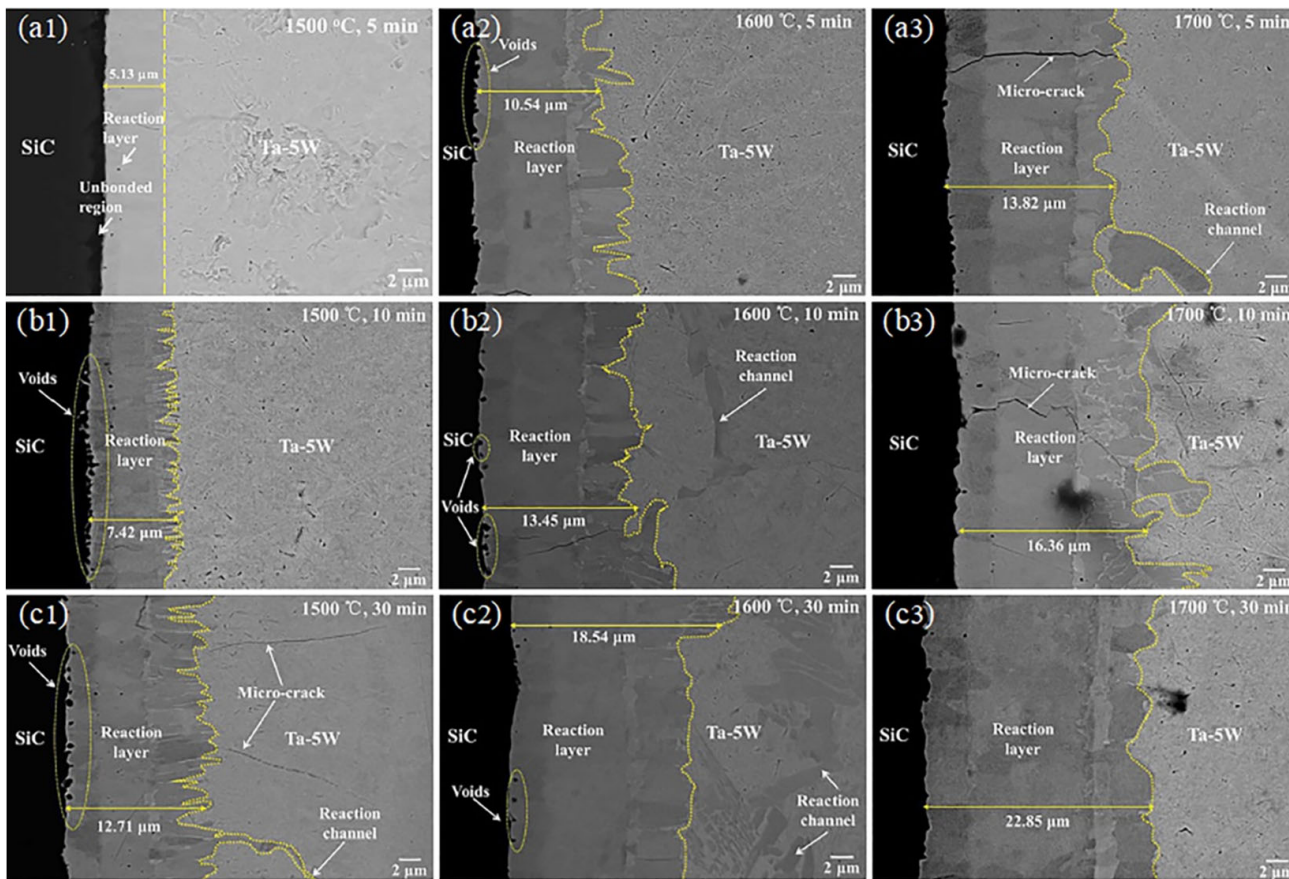 (a1)
1500 °C, 5 min
5.13 µm
Reaction
layer
SiC
Ta-5W
Unbonded
region
2 µm
(a2)
1600 ℃, 5 min
Voids
10.54 µm
SiC
Reaction
layer
Ta-5W
2 µm
(a3)
1700 ℃, 5 min
Micro-crack
SiC
Reaction
layer
Ta-5W
13.82 µm
Reaction
channel
2 µm
(b1)
1500 ℃, 10 min
Voids
SiC
Reaction
layer
Ta-5W
7.42 µm
2 µm
(b2)
1600 ℃, 10 min
Reaction
channel
SiC
Reaction
layer
Ta-5W
Voids
13.45 µm
2 µm
(b3)
1700 ℃, 10 min
Micro-crack
SiC
Reaction
layer
Ta-5W
16.36 µm
2 µm
(c1)
1500 ℃, 30 min
Voids
Micro-crack
SiC
Reaction
layer
Ta-5W
12.71 µm
Reaction
channel
2 µm
(c2)
1600 ℃, 30 min
18.54 µm
SiC
Reaction
layer
Ta-5W
Voids
Reaction
channel
2 µm
(c3)
1700 ℃, 30 min
SiC
Reaction
layer
Ta-5W
22.85 µm
2 µm